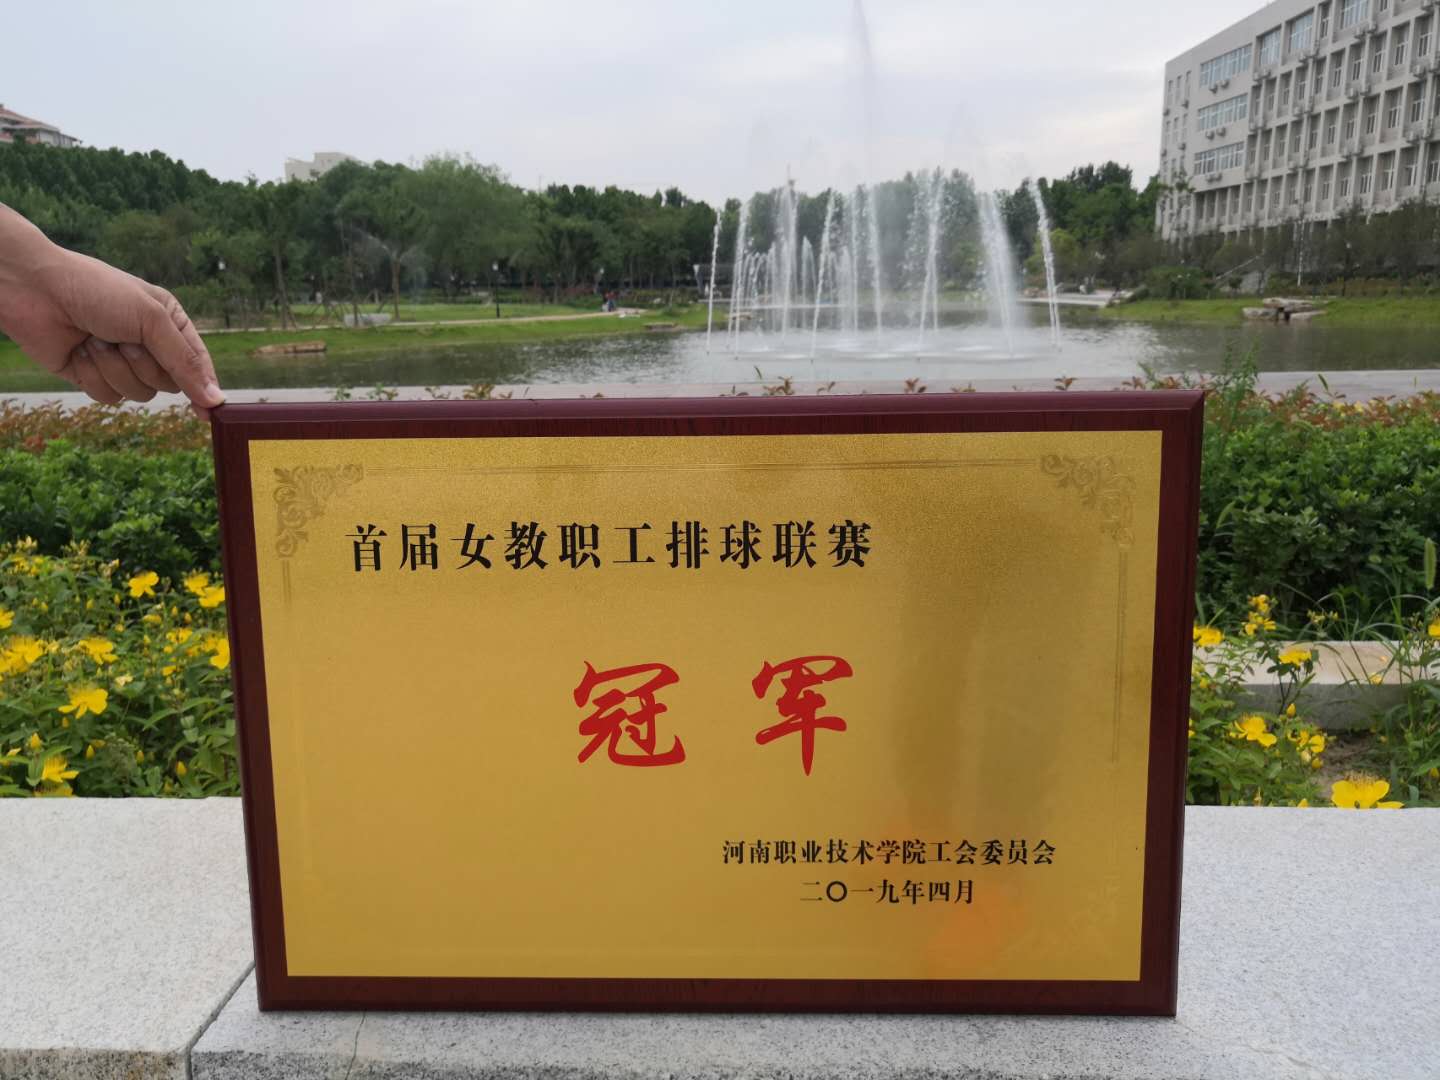 首届女教职工排球联赛
冠军
河南职业技术学院工会委员会
二〇一九年四月